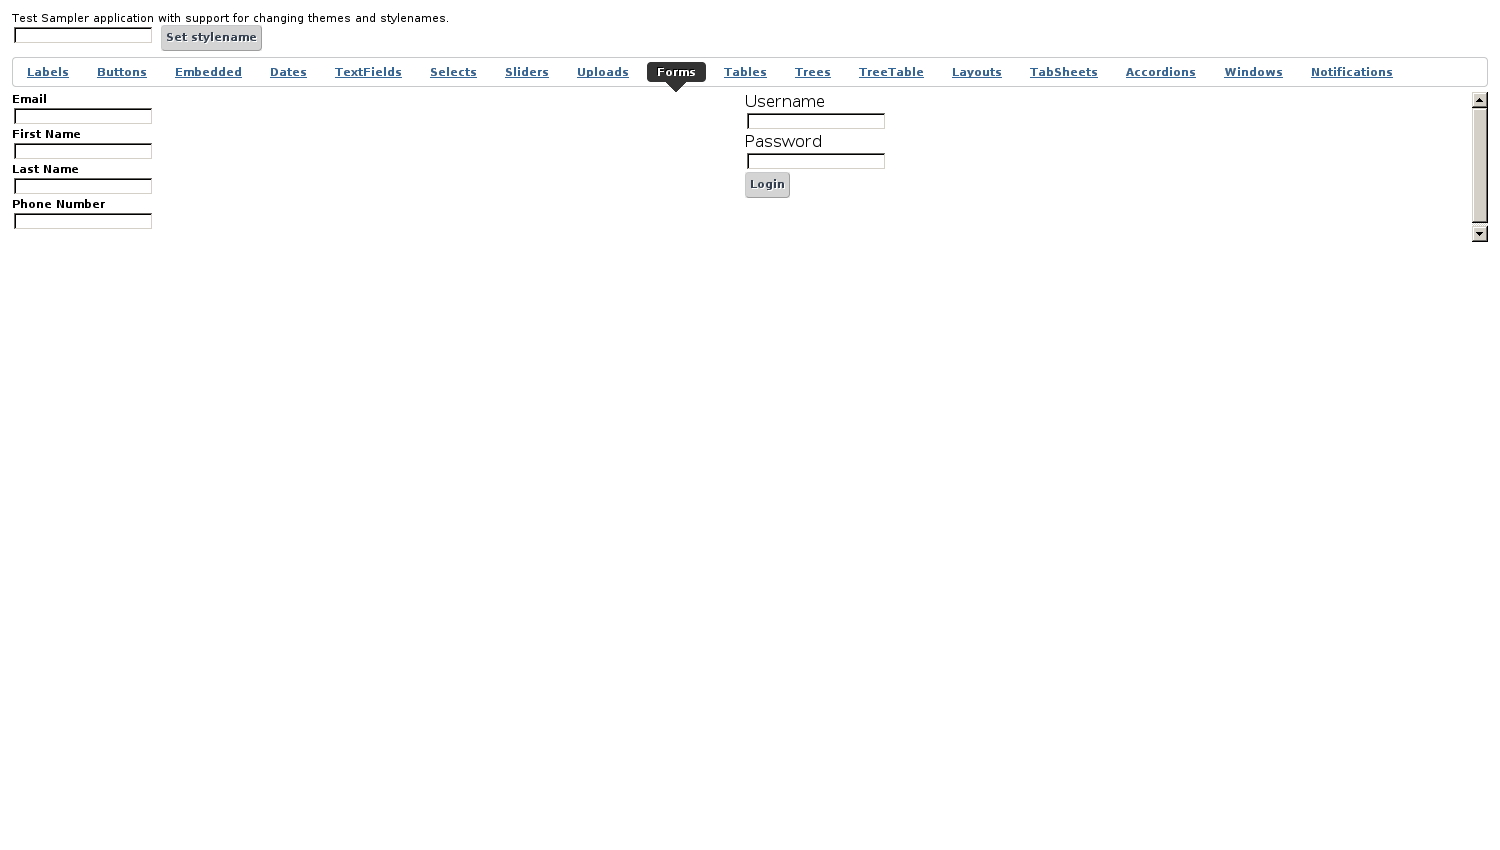 Test Sampler application with support for changing themes and stylenames.
Set stylename
Labels Buttons Embedded Dates TextFields Selects Sliders Uploads Forms Tables Trees TreeTable Layouts TabSheets Accordions Windows Notifications
Email
First Name
Last Name
Phone Number
Username
Password
Login